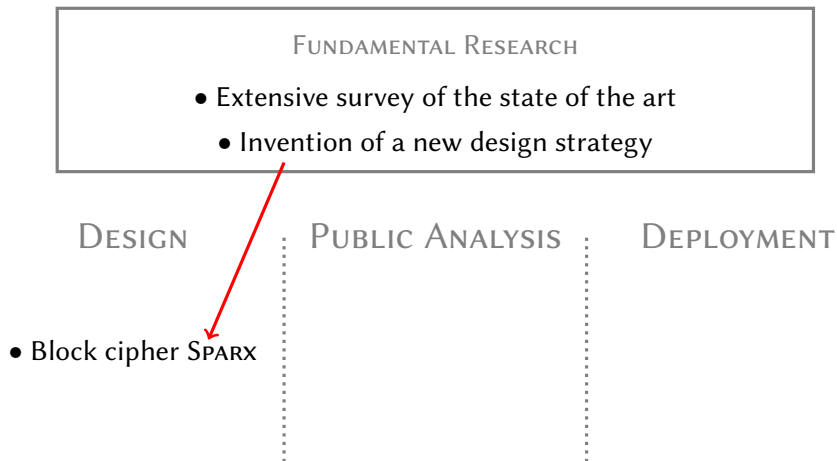 Fundamental Research
• Extensive survey of the state of the art
• Invention of a new design strategy
Design
Public Analysis
Deployment
• Block cipher Sparx